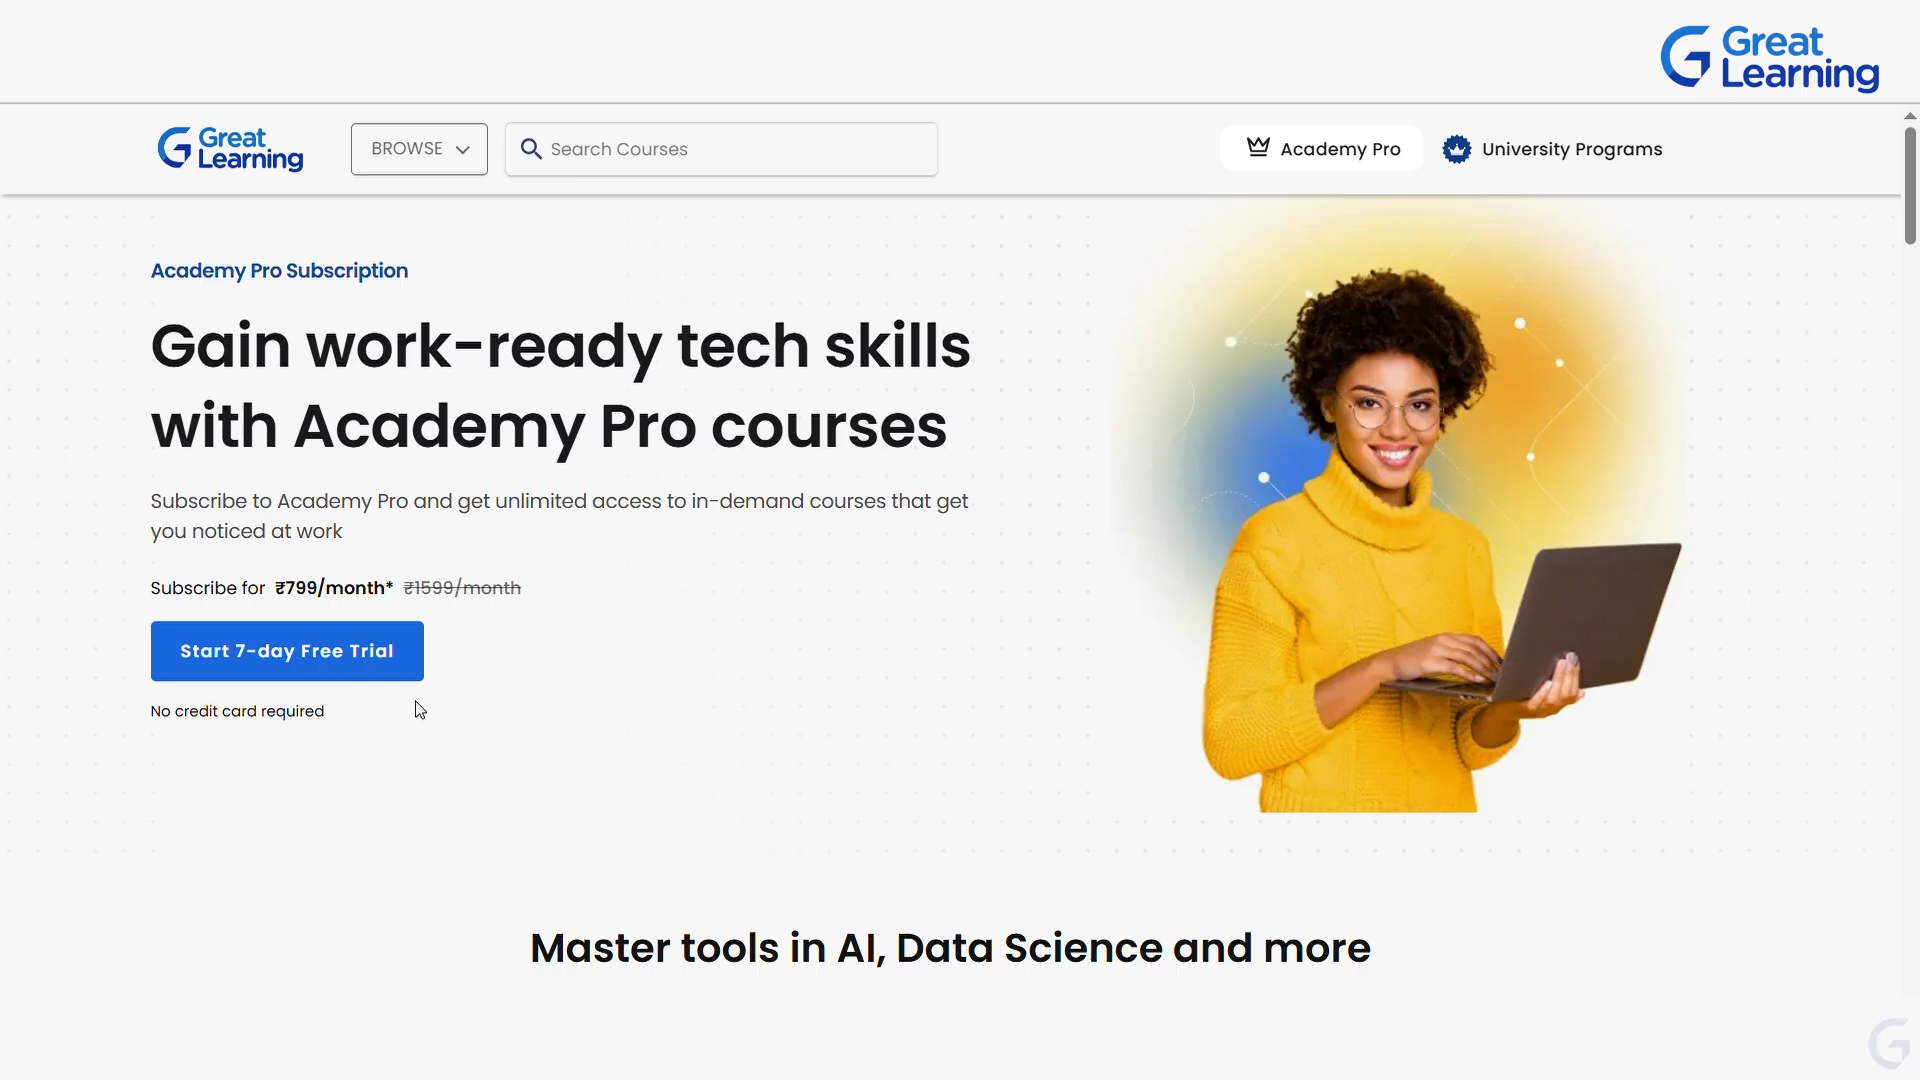 Great
Learning
Great
Learning
BROWSE
Search Courses
Academy Pro
University Programs
Academy Pro Subscription
Gain work-ready tech skills
with Academy Pro courses
Subscribe to Academy Pro and get unlimited access to in-demand courses that get
you noticed at work
Subscribe for ₹799/month* ₹1599/month
Start 7-day Free Trial
No credit card required
Master tools in AI, Data Science and more